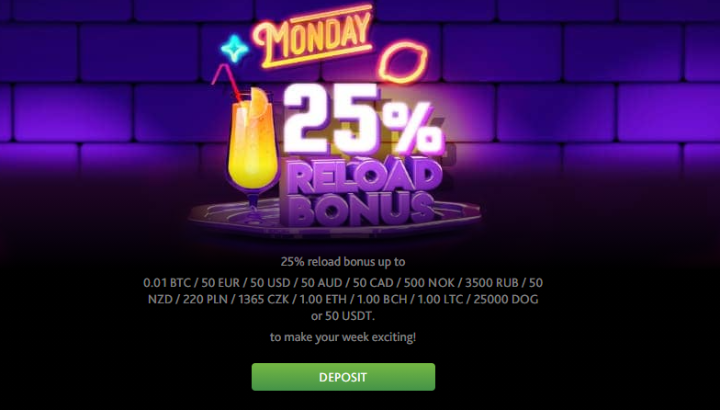 MONDAY
25%
RELOAD
BONUS
25% reload bonus up to
0.01 BTC / 50 EUR / 50 USD / 50 AUD / 50 CAD / 500 NOK / 3500 RUB / 50
NZD / 220 PLN / 1365 CZK / 1.00 ETH / 1.00 BCH / 1.00 LTC / 25000 DOG
or 50 USDT.
to make your week exciting!
DEPOSIT